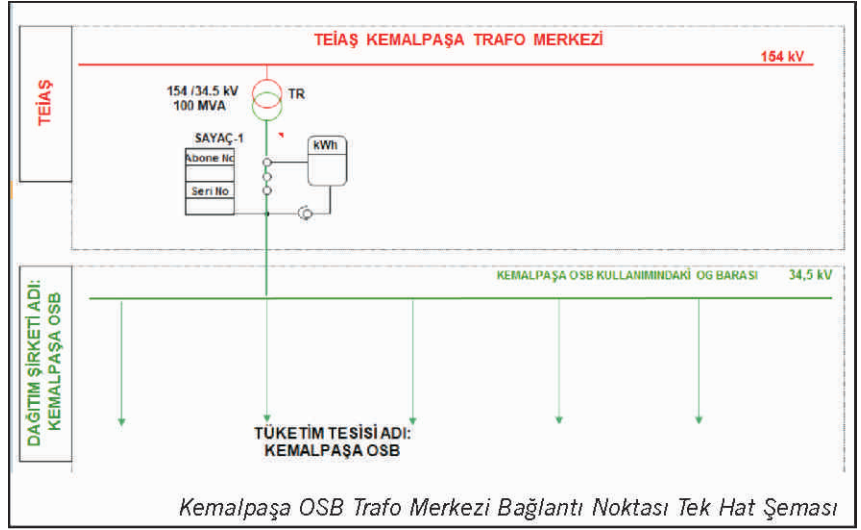 TEİAŞ KEMALPAŞA TRAFO MERKEZİ
154 kV
TEİAŞ
154 /34.5 kV
100 MVA
TR
SAYAÇ-1
kWh
Abone No
Seri No
KEMALPAŞA OSB KULLANIMINDAKİ OG BARASI
34,5 kV
DAĞITIM ŞİRKETİ ADI:
KEMALPAŞA OSB
TÜKETİM TESİSİ ADI:
KEMALPAŞA OSB
Kemalpaşa OSB Trafo Merkezi Bağlantı Noktası Tek Hat Şeması